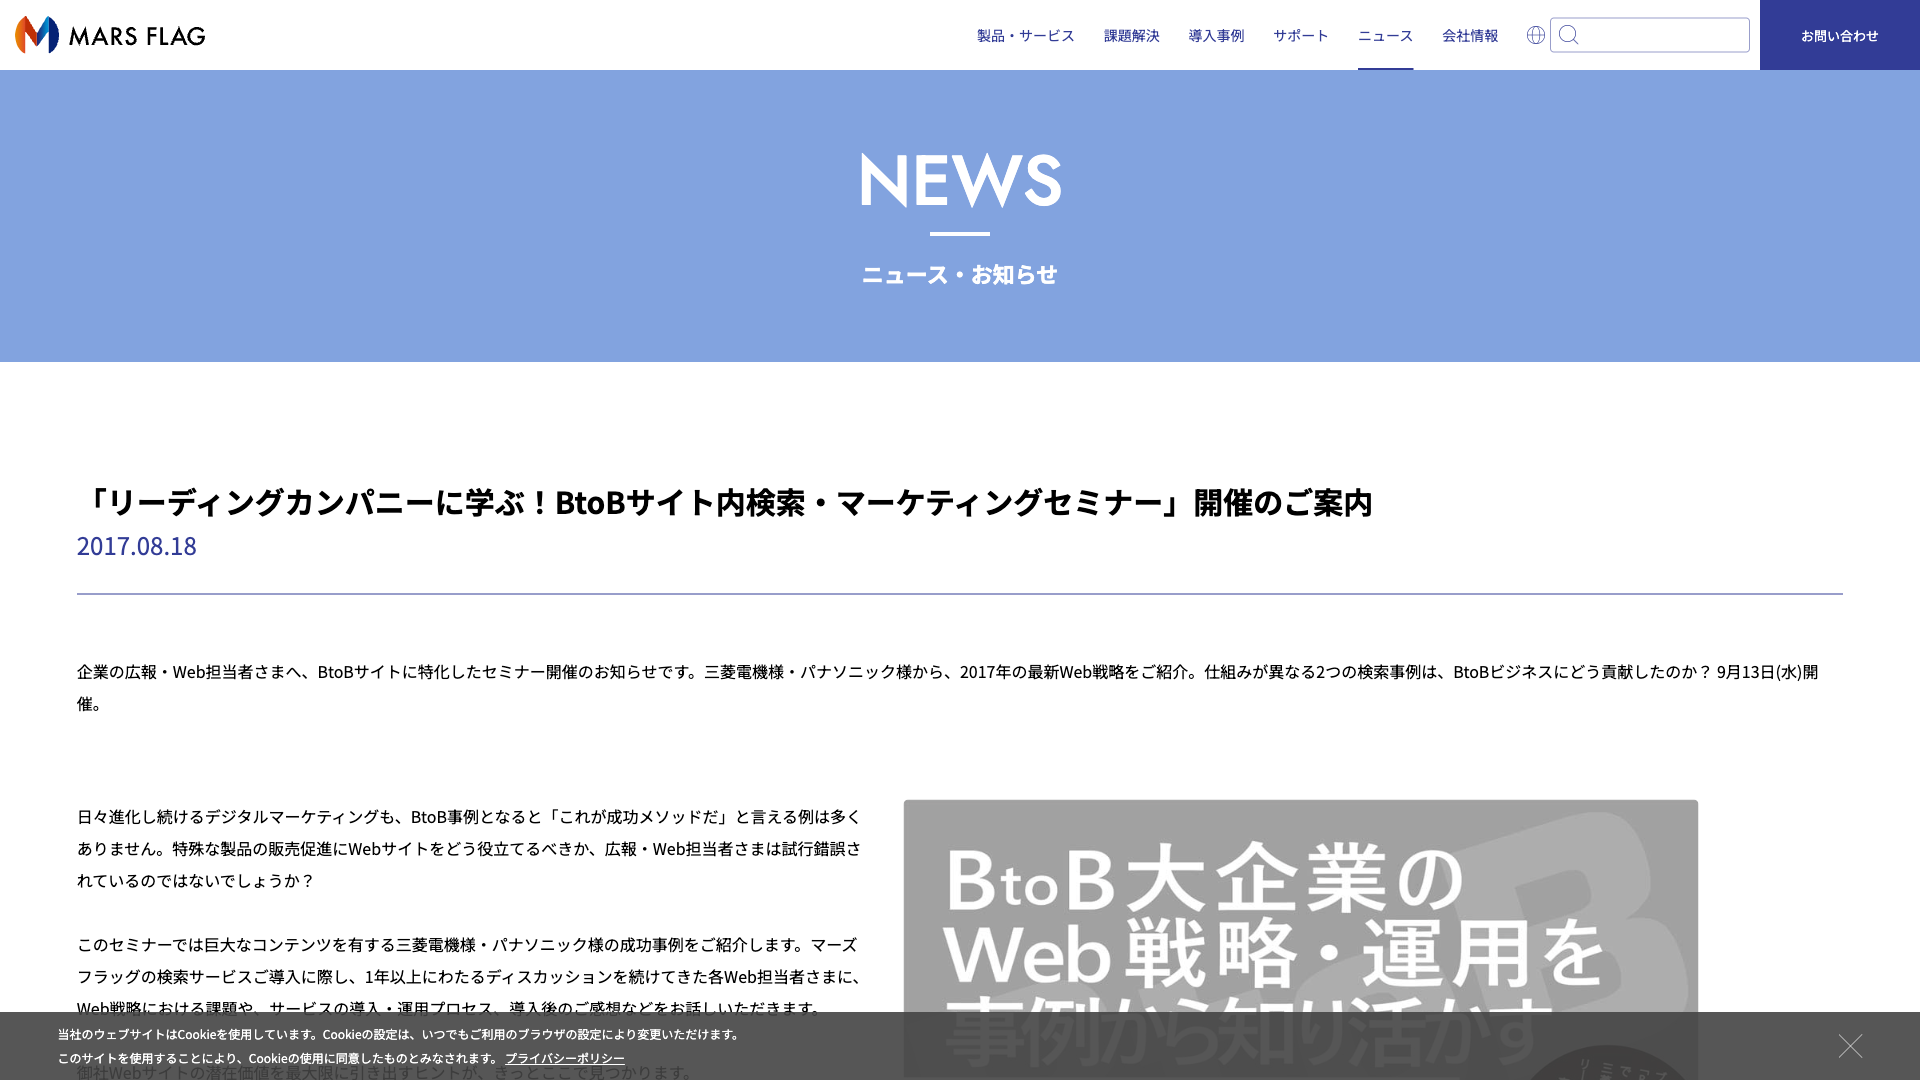 MARS FLAG
製品・サービス 課題解決 導入事例 サポート ニュース 会社情報 お問い合わせ
NEWS
ニュース・お知らせ
「リーディングカンパニーに学ぶ！BtoBサイト内検索・マーケティングセミナー」開催のご案内
2017.08.18
企業の広報・Web担当者さまへ、BtoBサイトに特化したセミナー開催のお知らせです。三菱電機様・パナソニック様から、2017年の最新Web戦略をご紹介。仕組みが異なる2つの検索事例は、BtoBビジネスにどう貢献したのか？ 9月13日(水)開
催。
日々進化し続けるデジタルマーケティングも、BtoB事例となると「これが成功メソッドだ」と言える例は多く
ありません。特殊な製品の販売促進にWebサイトをどう役立てるべきか、広報・Web担当者さまは試行錯誤さ
れているのではないでしょうか？
このセミナーでは巨大なコンテンツを有する三菱電機様・パナソニック様の成功事例をご紹介します。マーズ
フラッグの検索サービスご導入に際し、1年以上にわたるディスカッションを続けてきた各Web担当者さまに、
Web戦略における課題や、サービスの導入・運用プロセス、導入後のご感想などをお話しいただきます。
御社Webサイトの潜在価値を最大限に引き出すヒントが、きっとここで見つかります。
BtoB大企業の
Web戦略・運用を
事例から知り活かす
当社のウェブサイトはCookieを使用しています。Cookieの設定は、いつでもご利用のブラウザの設定により変更いただけます。
このサイトを使用することにより、Cookieの使用に同意したものとみなされます。 プライバシーポリシー